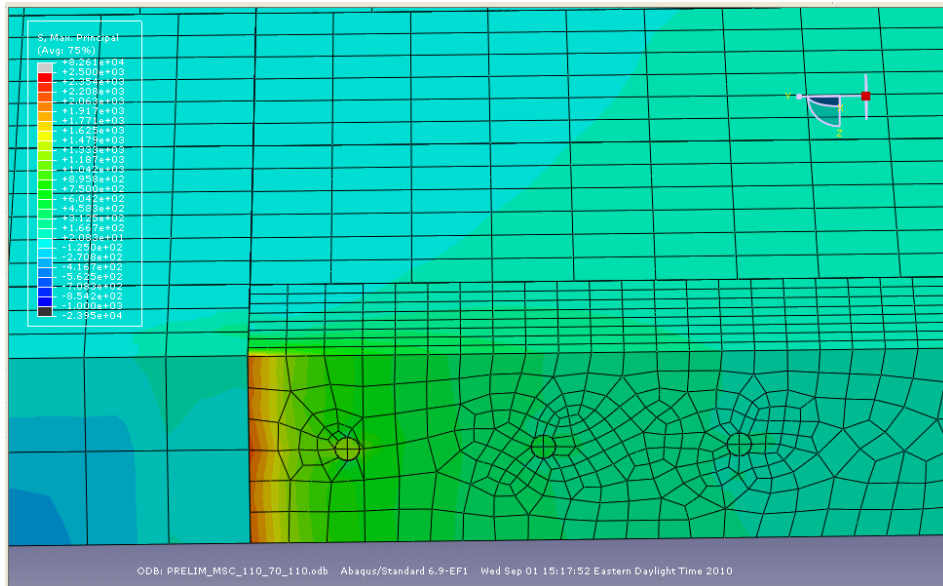 S, Max. Principal
(Avg: 75%)
+8.261e+04
+2.500e+03
+2.354e+03
+2.208e+03
+2.063e+03
+1.917e+03
+1.771e+03
+1.625e+03
+1.479e+03
+1.333e+03
+1.187e+03
+1.042e+03
+8.958e+02
+7.500e+02
+6.042e+02
+4.583e+02
+3.125e+02
+1.667e+02
+2.083e+01
-1.250e+02
-2.708e+02
-4.167e+02
-5.625e+02
-7.083e+02
-8.542e+02
-1.000e+03
-2.395e+04
Y
X
Z
ODB: PRELIM_MSC_110_70_110.odb Abaqus/Standard 6.9-EF1 Wed Sep 01 15:17:52 Eastern Daylight Time 2010